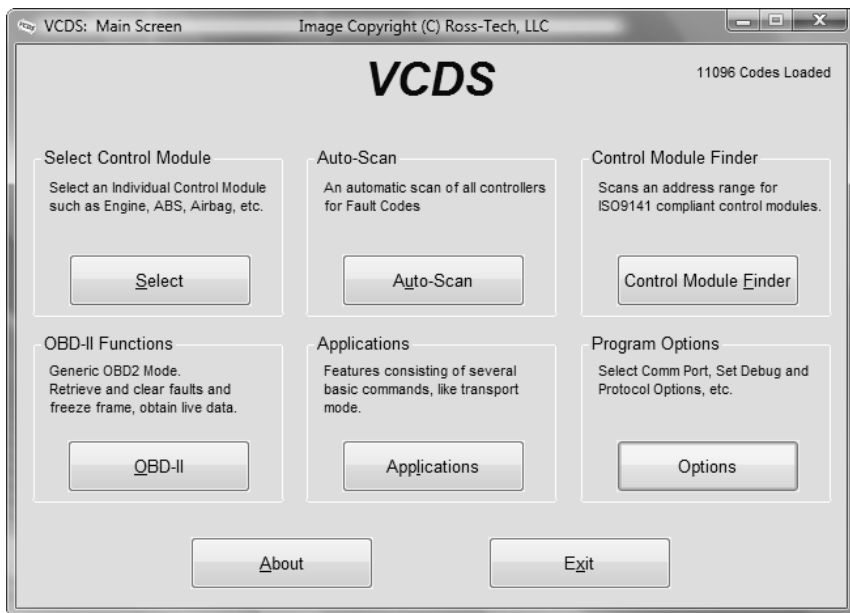 VCDS: Main Screen
Image Copyright (C) Ross-Tech, LLC
VCDS
11096 Codes Loaded
Select Control Module
Select an Individual Control Module
such as Engine, ABS, Airbag, etc.
Select
Auto-Scan
An automatic scan of all controllers
for Fault Codes
Auto-Scan
Control Module Finder
Scans an address range for
ISO9141 compliant control modules.
Control Module Finder
OBD-II Functions
Generic OBD2 Mode.
Retrieve and clear faults and
freeze frame, obtain live data.
OBD-II
Applications
Features consisting of several
basic commands, like transport
mode.
Applications
Program Options
Select Comm Port, Set Debug and
Protocol Options, etc.
Options
About
Exit